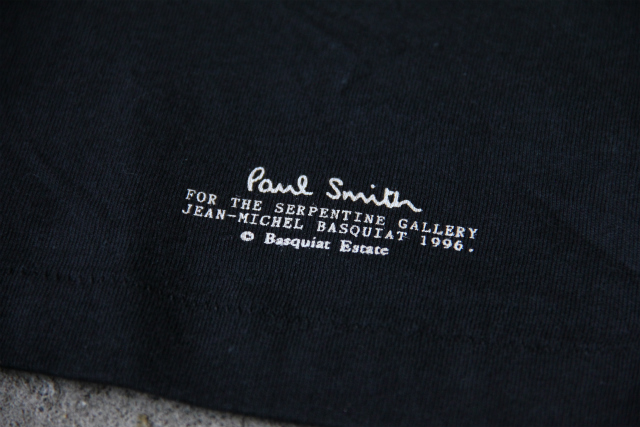 Paul Smith
FOR THE SERPENTINE GALLERY
JEAN-MICHEL BASQUIAT 1996.
© Basquiat Estate